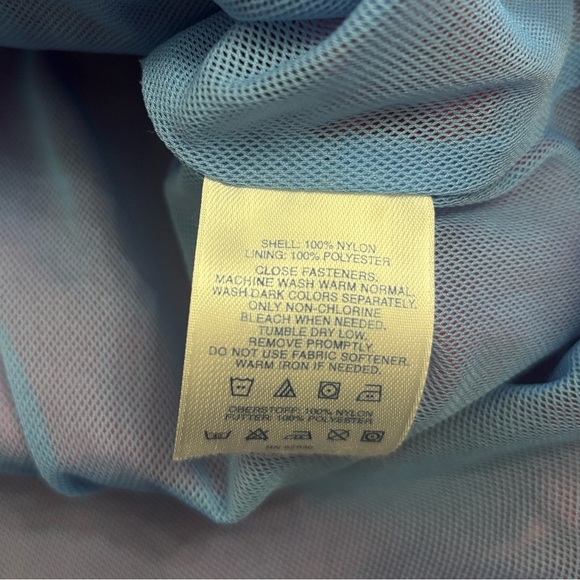 SHELL: 100% NYLON
LINING: 100% POLYESTER
CLOSE FASTENERS.
MACHINE WASH WARM NORMAL.
WASH DARK COLORS SEPARATELY.
ONLY NON-CHLORINE
BLEACH WHEN NEEDED.
TUMBLE DRY LOW.
REMOVE PROMPTLY.
DO NOT USE FABRIC SOFTENER.
WARM IRON IF NEEDED.
OBERSTOFF: 100% NYLON
FUTTER: 100% POLYESTER